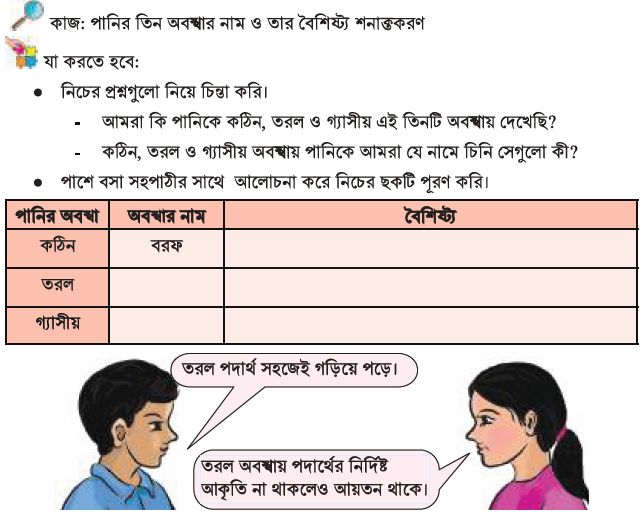 কাজ: পানির তিন অবস্থার নাম ও তার বৈশিষ্ট্য শনাক্তকরণ
যা করতে হবে:
● নিচের প্রশ্নগুলো নিয়ে চিন্তা করি।
- আমরা কি পানিকে কঠিন, তরল ও গ্যাসীয় এই তিনটি অবস্থায় দেখেছি?
- কঠিন, তরল ও গ্যাসীয় অবস্থায় পানিকে আমরা যে নামে চিনি সেগুলো কী?
● পাশে বসা সহপাঠীর সাথে আলোচনা করে নিচের ছকটি পূরণ করি।
পানির অবস্থা অবস্থার নাম বৈশিষ্ট্য
কঠিন বরফ
তরল
গ্যাসীয়
তরল পদার্থ সহজেই গড়িয়ে পড়ে।
তরল অবস্থায় পদার্থের নির্দিষ্ট
আকৃতি না থাকলেও আয়তন থাকে।